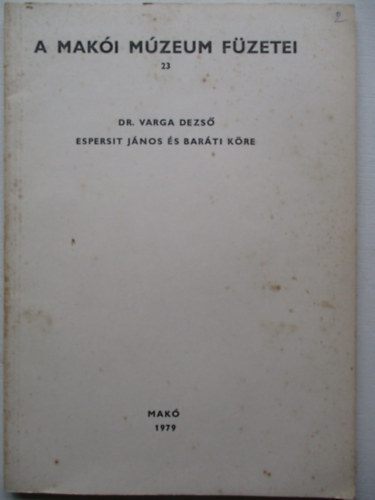 A MAKÓI MÚZEUM FÜZETEI
23
DR. VARGA DEZSŐ
ESPERSIT JÁNOS ÉS BARÁTI KÖRE
MAKÓ
1979